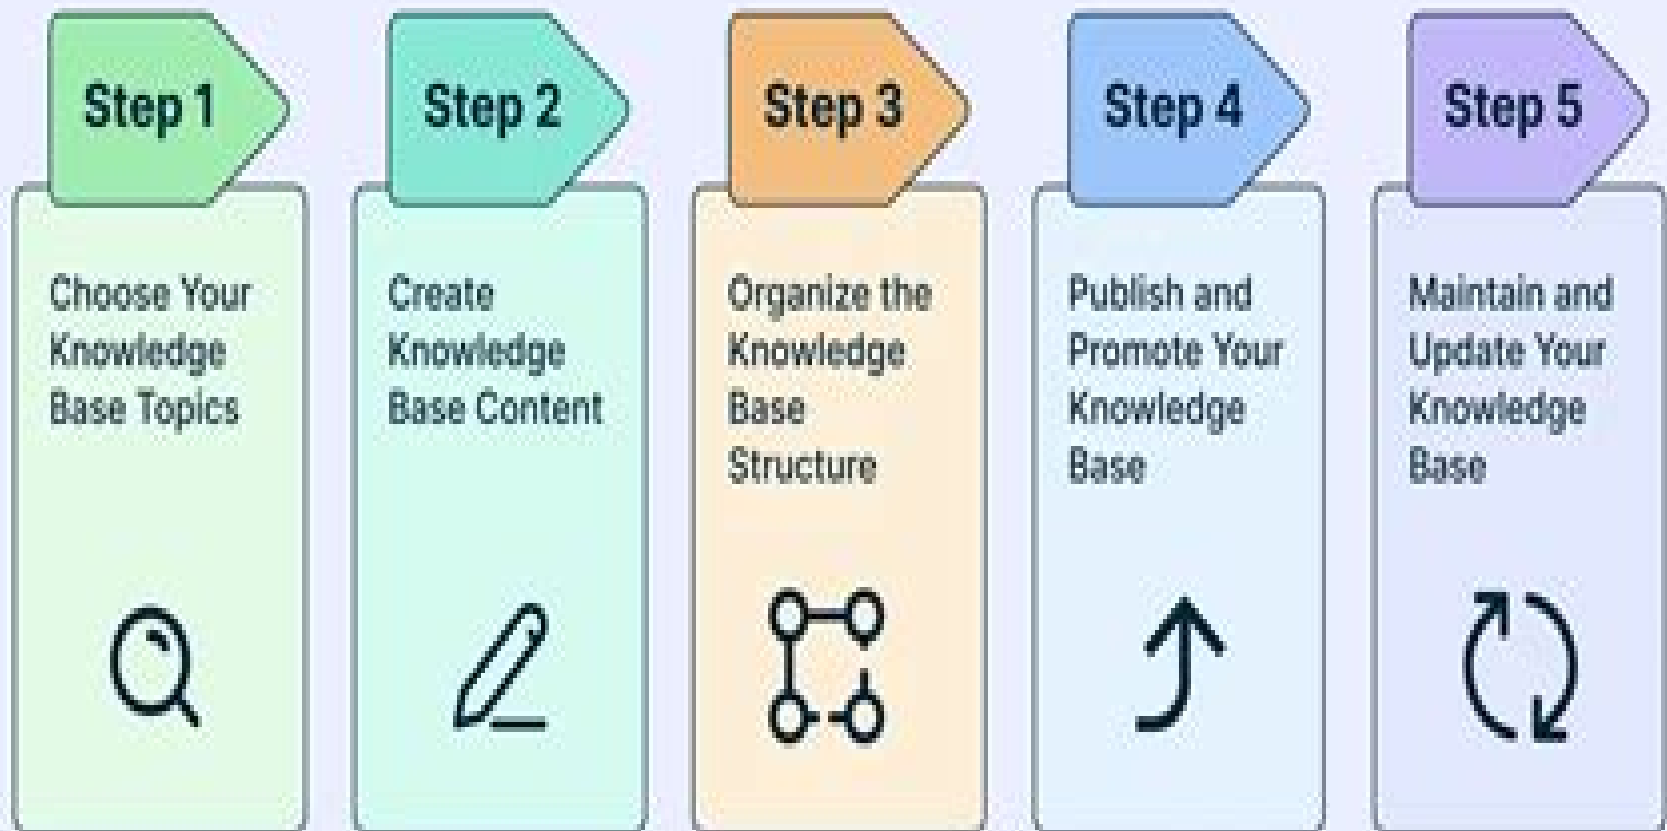 Step 1
Choose Your
Knowledge
Base Topics
Step 2
Create
Knowledge
Base Content
Step 3
Organize the
Knowledge
Base
Structure
Step 4
Publish and
Promote Your
Knowledge
Base
Step 5
Maintain and
Update Your
Knowledge
Base